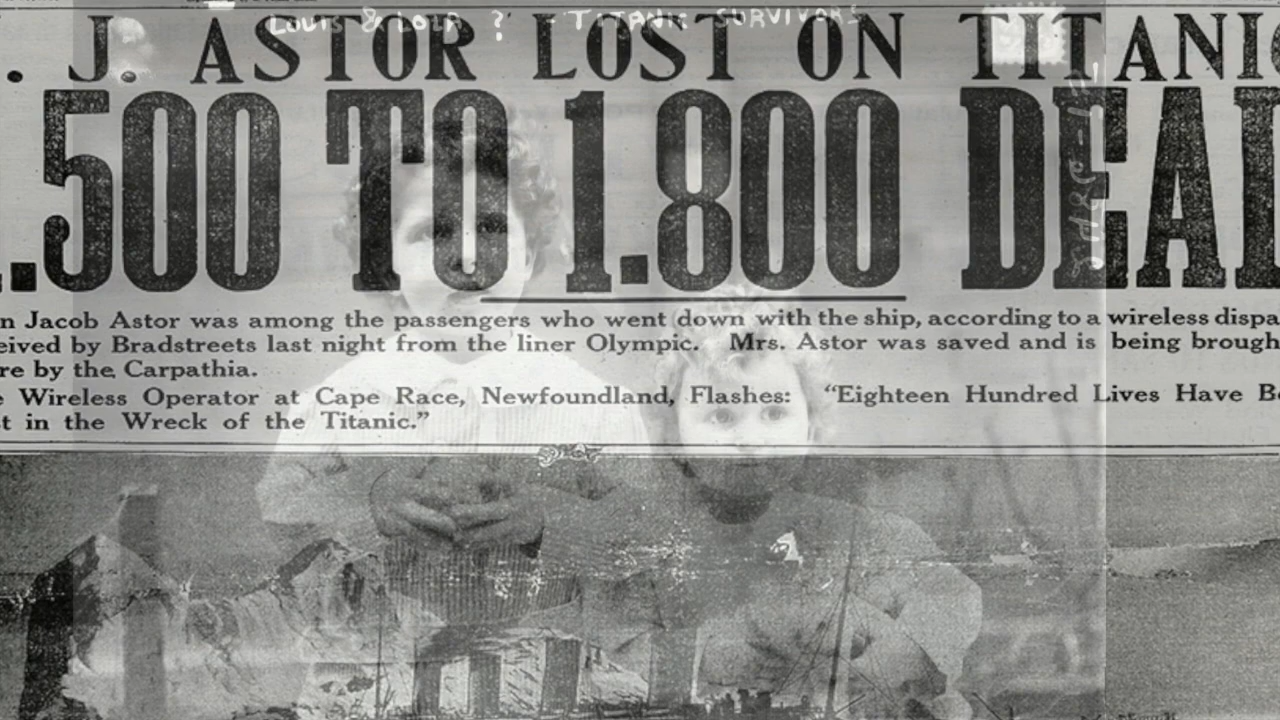 LOUIS & LOLA ? - TITANIC SURVIVORS
. J. ASTOR LOST ON TITANIC
.500 TO 1.800 DEAD
n Jacob Astor was among the passengers who went down with the ship, according to a wireless dispa
eived by Bradstreets last night from the liner Olympic. Mrs. Astor was saved and is being brough
re by the Carpathia.
e Wireless Operator at Cape Race, Newfoundland, Flashes: “Eighteen Hundred Lives Have Be
t in the Wreck of the Titanic.”